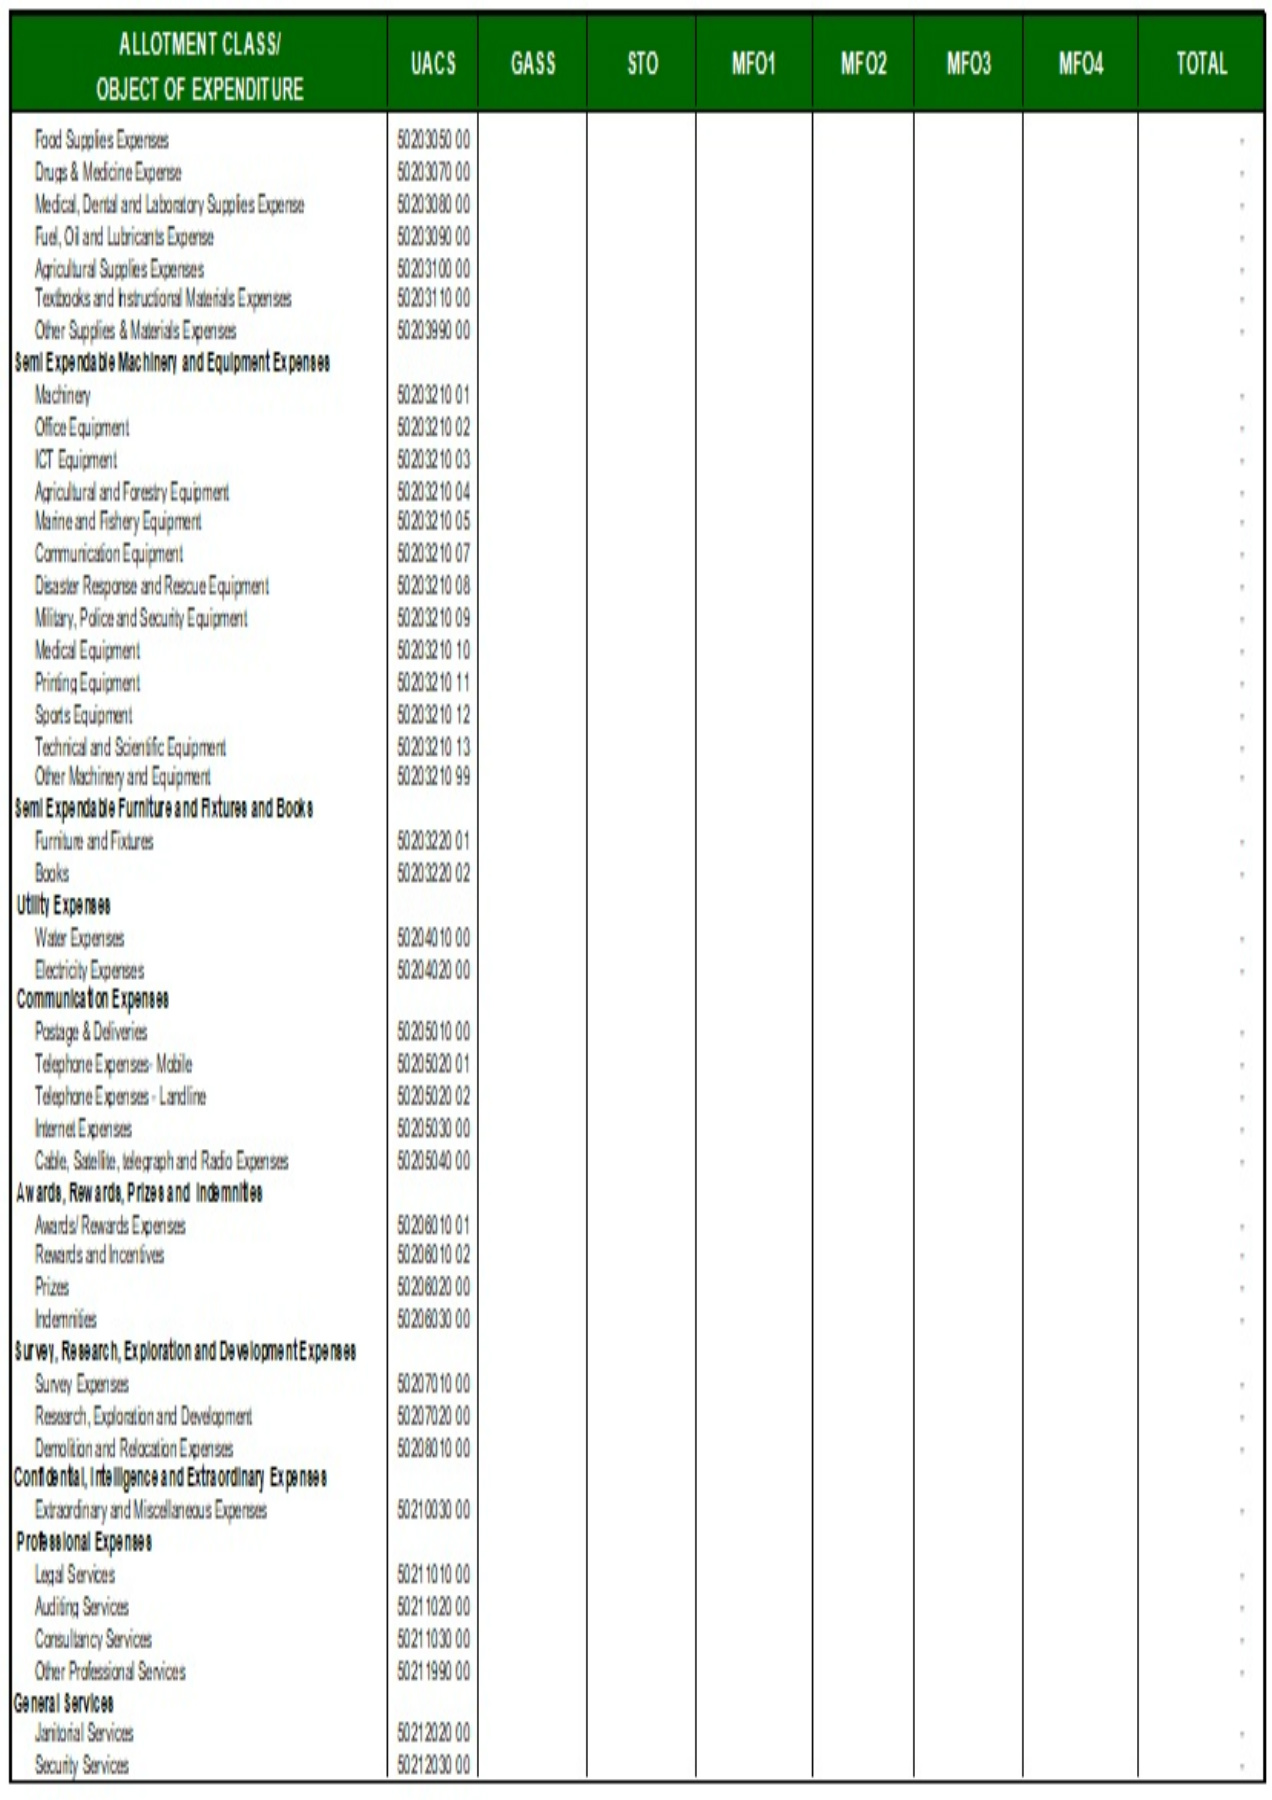 ALLOTMENT CLASS/
OBJECT OF EXPENDITURE UACS GASS STO MFO1 MFO2 MFO3 MFO4 TOTAL
Food Supplies Expenses 50203050 00 -
Drugs & Medicine Expense 50203070 00 -
Medical, Dental and Laboratory Supplies Expense 50203080 00 -
Fuel, Oil and Lubricants Expense 50203090 00 -
Agricultural Supplies Expenses 50203100 00 -
Textbooks and Instructional Materials Expenses 50203110 00 -
Other Supplies & Materials Expenses 50203990 00 -
Semi Expendable Machinery and Equipment Expenses
Machinery 50203210 01 -
Office Equipment 50203210 02 -
ICT Equipment 50203210 03 -
Agricultural and Forestry Equipment 50203210 04 -
Marine and Fishery Equipment 50203210 05 -
Communication Equipment 50203210 07 -
Disaster Response and Rescue Equipment 50203210 08 -
Military, Police and Security Equipment 50203210 09 -
Medical Equipment 50203210 10 -
Printing Equipment 50203210 11 -
Sports Equipment 50203210 12 -
Technical and Scientific Equipment 50203210 13 -
Other Machinery and Equipment 50203210 99 -
Semi Expendable Furniture and Fixtures and Books
Furniture and Fixtures 50203220 01 -
Books 50203220 02 -
Utility Expenses
Water Expenses 50204010 00 -
Electricity Expenses 50204020 00 -
Communication Expenses
Postage & Deliveries 50205010 00 -
Telephone Expenses- Mobile 50205020 01 -
Telephone Expenses - Landline 50205020 02 -
Internet Expenses 50205030 00 -
Cable, Satellite, telegraph and Radio Expenses 50205040 00 -
Awards, Rewards, Prizes and Indemnities
Awards/ Rewards Expenses 50206010 01 -
Rewards and Incentives 50206010 02 -
Prizes 50206020 00 -
Indemnities 50206030 00 -
Survey, Research, Exploration and Development Expenses
Survey Expenses 50207010 00 -
Research, Exploration and Development 50207020 00 -
Demolition and Relocation Expenses 50208010 00 -
Confidential, Intelligence and Extraordinary Expenses
Extraordinary and Miscellaneous Expenses 50210030 00 -
Professional Expenses
Legal Services 50211010 00 -
Auditing Services 50211020 00 -
Consultancy Services 50211030 00 -
Other Professional Services 50211990 00 -
General Services
Janitorial Services 50212020 00 -
Security Services 50212030 00 -